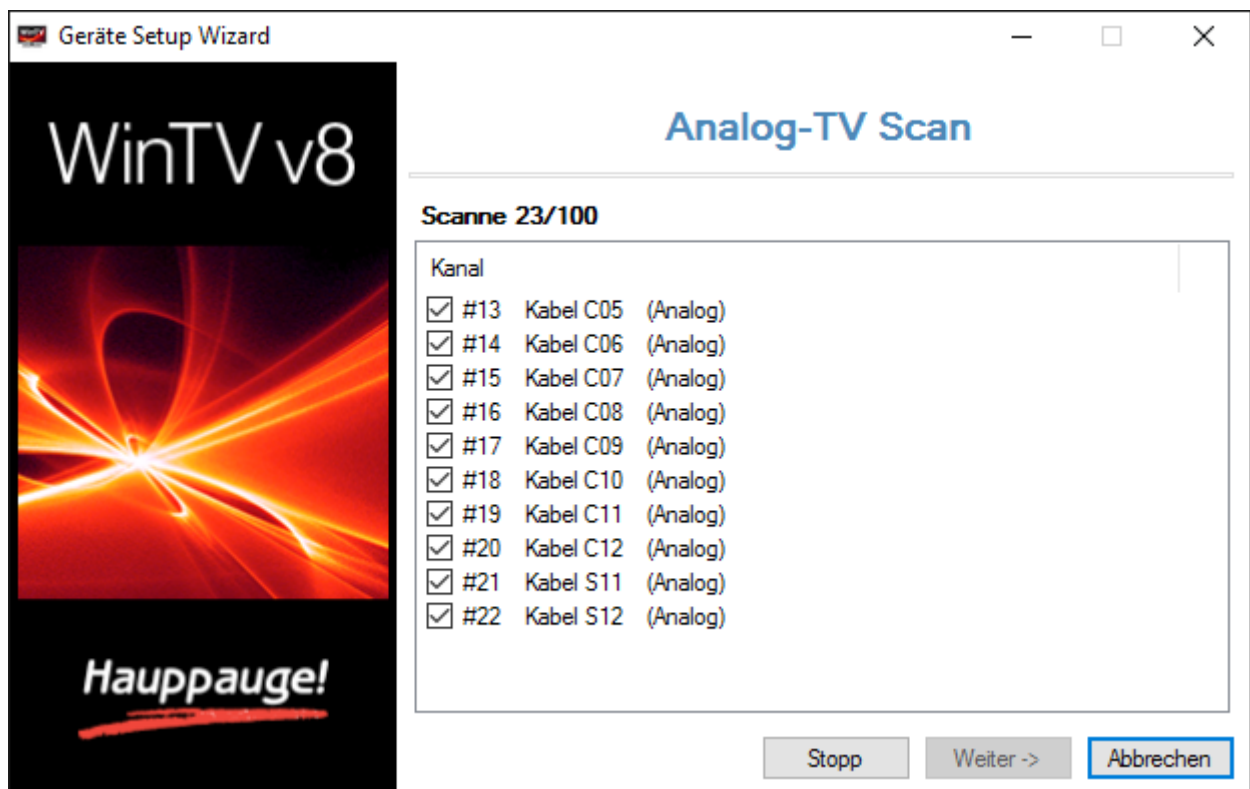 Geräte Setup Wizard
WinTV v8
Analog-TV Scan
Scanne 23/100
Kanal
#13 Kabel C05 (Analog)
#14 Kabel C06 (Analog)
#15 Kabel C07 (Analog)
#16 Kabel C08 (Analog)
#17 Kabel C09 (Analog)
#18 Kabel C10 (Analog)
#19 Kabel C11 (Analog)
#20 Kabel C12 (Analog)
#21 Kabel S11 (Analog)
#22 Kabel S12 (Analog)
Hauppauge!
Stopp Weiter -> Abbrechen